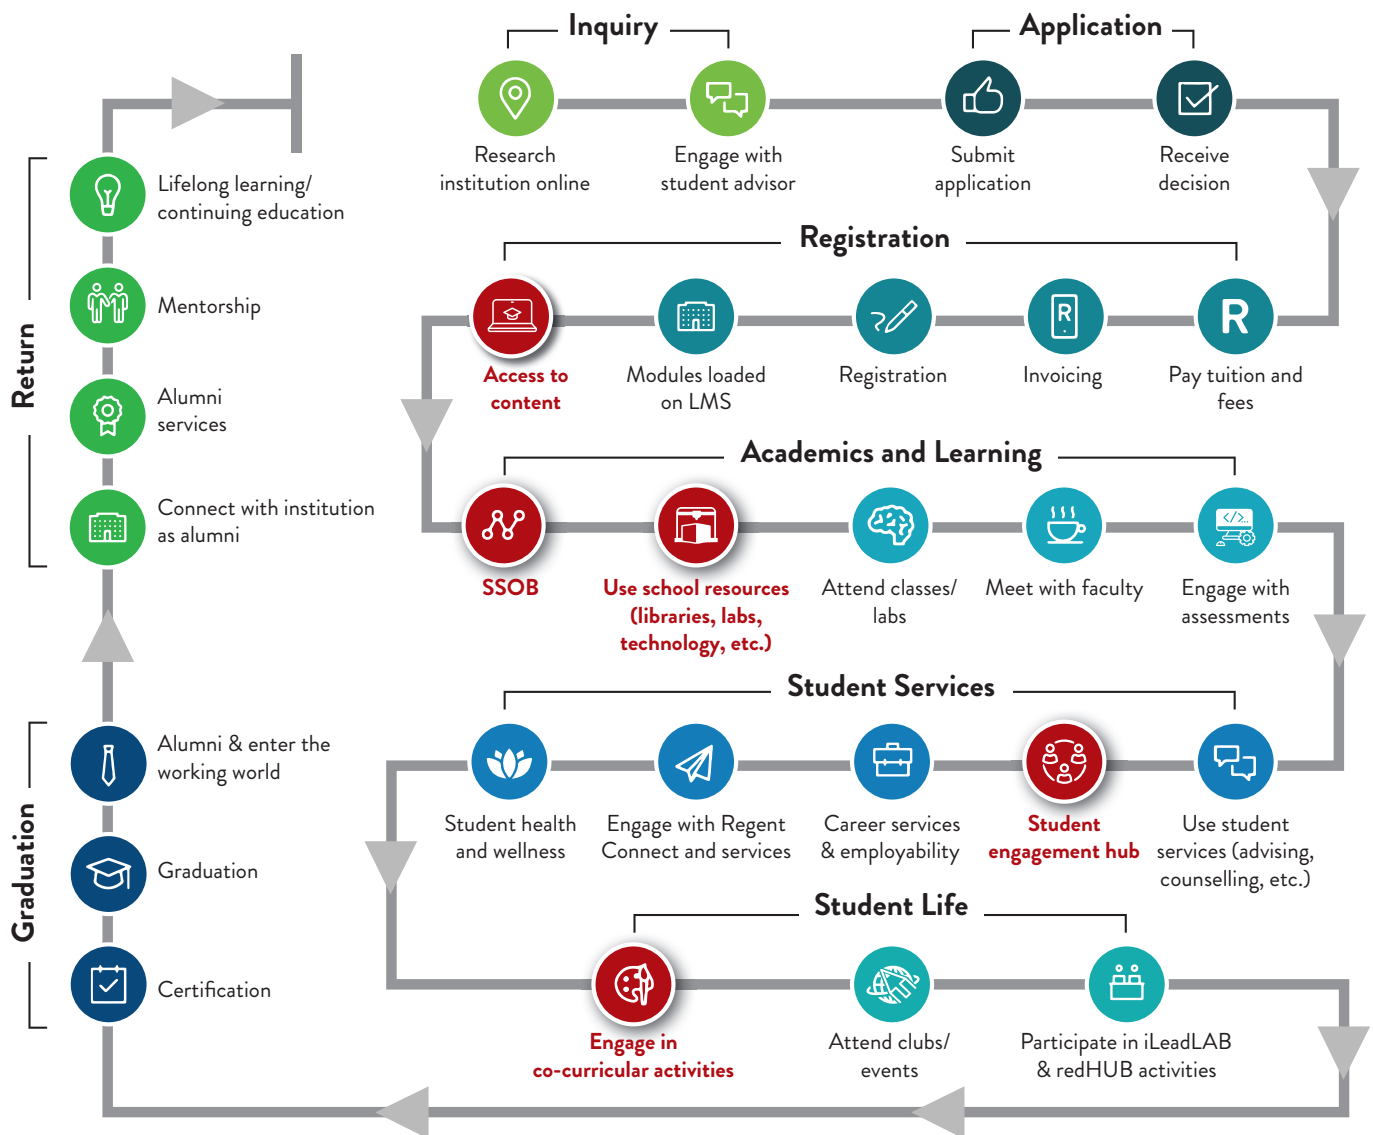 Inquiry
Application
Research
institution online
Engage with
student advisor
Submit
application
Receive
decision
Registration
Access to
content
Modules loaded
on LMS
Registration
R
Invoicing
R
Pay tuition and
fees
Academics and Learning
SSOB
Use school resources
(libraries, labs,
technology, etc.)
Attend classes/
labs
Meet with faculty
</>...
Engage with
assessments
Student Services
Student health
and wellness
Engage with Regent
Connect and services
Career services
& employability
Student
engagement hub
Use student
services (advising,
counselling, etc.)
Student Life
Engage in
co-curricular activities
Attend clubs/
events
Participate in iLeadLAB
& redHUB activities
Graduation
Alumni & enter the
working world
Graduation
Certification
Return
Lifelong learning/
continuing education
Mentorship
Alumni
services
Connect with institution
as alumni